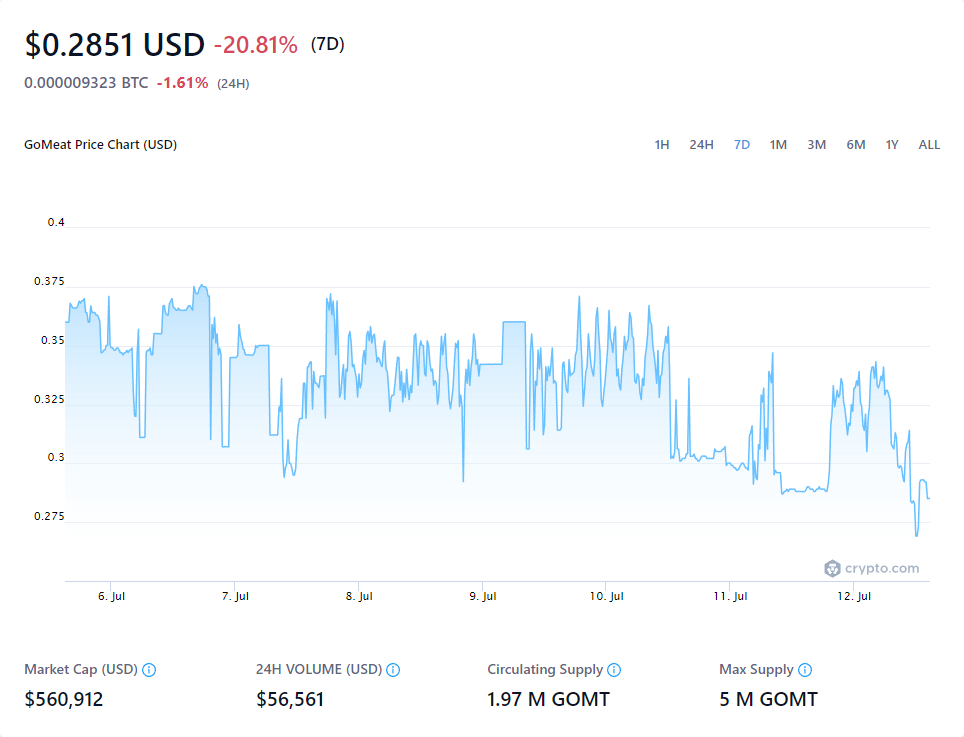 $0.2851 USD -20.81% (7D)
0.000009323 BTC -1.61% (24H)
GoMeat Price Chart (USD) 1H 24H 7D 1M 3M 6M 1Y ALL
0.4
0.375
0.35
0.325
0.3
0.275
crypto.com
6. Jul 7. Jul 8. Jul 9. Jul 10. Jul 11. Jul 12. Jul
Market Cap (USD) 24H VOLUME (USD) Circulating Supply Max Supply
$560,912 $56,561 1.97 M GOMT 5 M GOMT